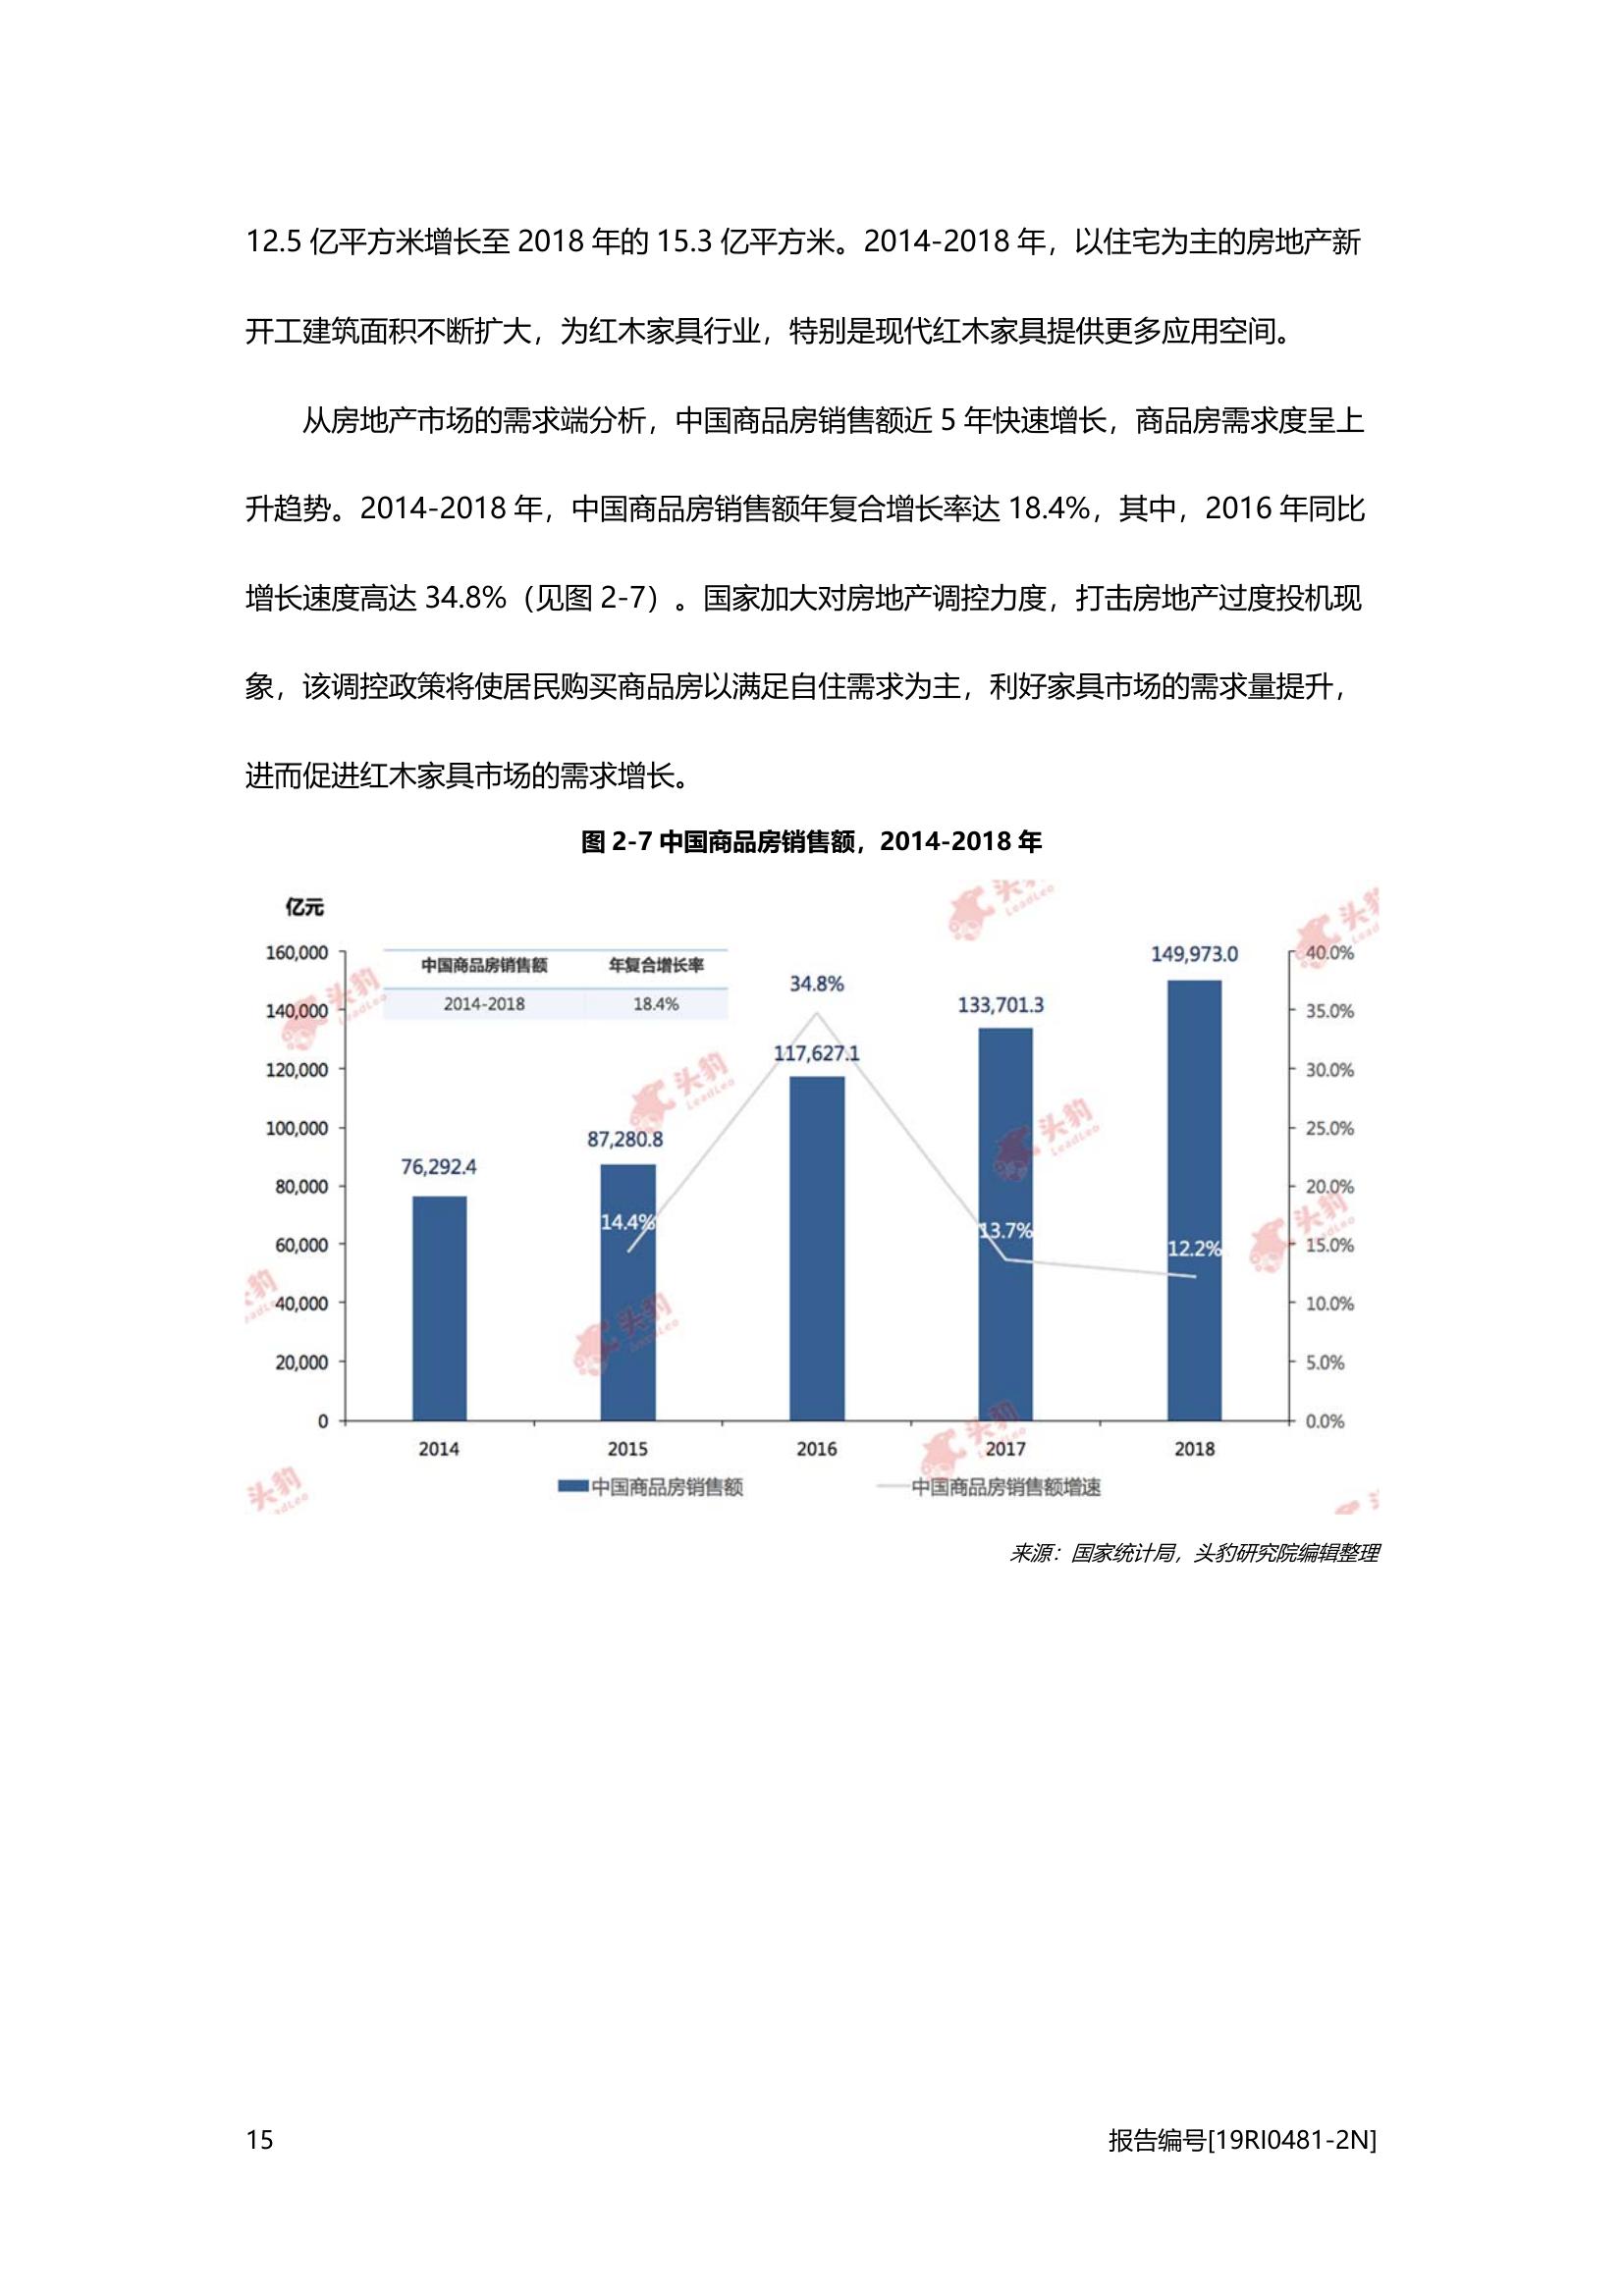 12.5 亿平方米增长至 2018 年的 15.3 亿平方米。2014-2018 年，以住宅为主的房地产新
开工建筑面积不断扩大，为红木家具行业，特别是现代红木家具提供更多应用空间。
从房地产市场的需求端分析，中国商品房销售额近 5 年快速增长，商品房需求度呈上
升趋势。2014-2018 年，中国商品房销售额年复合增长率达 18.4%，其中，2016 年同比
增长速度高达 34.8%（见图 2-7）。国家加大对房地产调控力度，打击房地产过度投机现
象，该调控政策将使居民购买商品房以满足自住需求为主，利好家具市场的需求量提升，
进而促进红木家具市场的需求增长。
图 2-7 中国商品房销售额，2014-2018 年
亿元
160,000
140,000
120,000
100,000
80,000
60,000
40,000
20,000
0
中国商品房销售额 年复合增长率
2014-2018 18.4%
76,292.4
87,280.8
117,627.1
133,701.3
149,973.0
14.4%
34.8%
13.7%
12.2%
40.0%
35.0%
30.0%
25.0%
20.0%
15.0%
10.0%
5.0%
0.0%
2014 2015 2016 2017 2018
中国商品房销售额 中国商品房销售额增速
头豹
LeadLeo
来源：国家统计局，头豹研究院编辑整理
15 报告编号[19RI0481-2N]